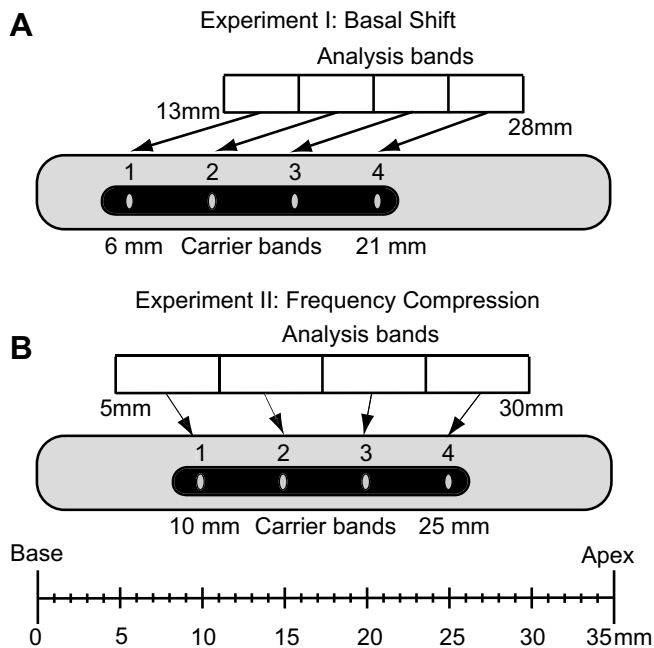 A
Experiment I: Basal Shift
Analysis bands
13mm
28mm
1 2 3 4
6 mm Carrier bands 21 mm
Experiment II: Frequency Compression
B
Analysis bands
5mm
30mm
1 2 3 4
10 mm Carrier bands 25 mm
Base Apex
0 5 10 15 20 25 30 35mm